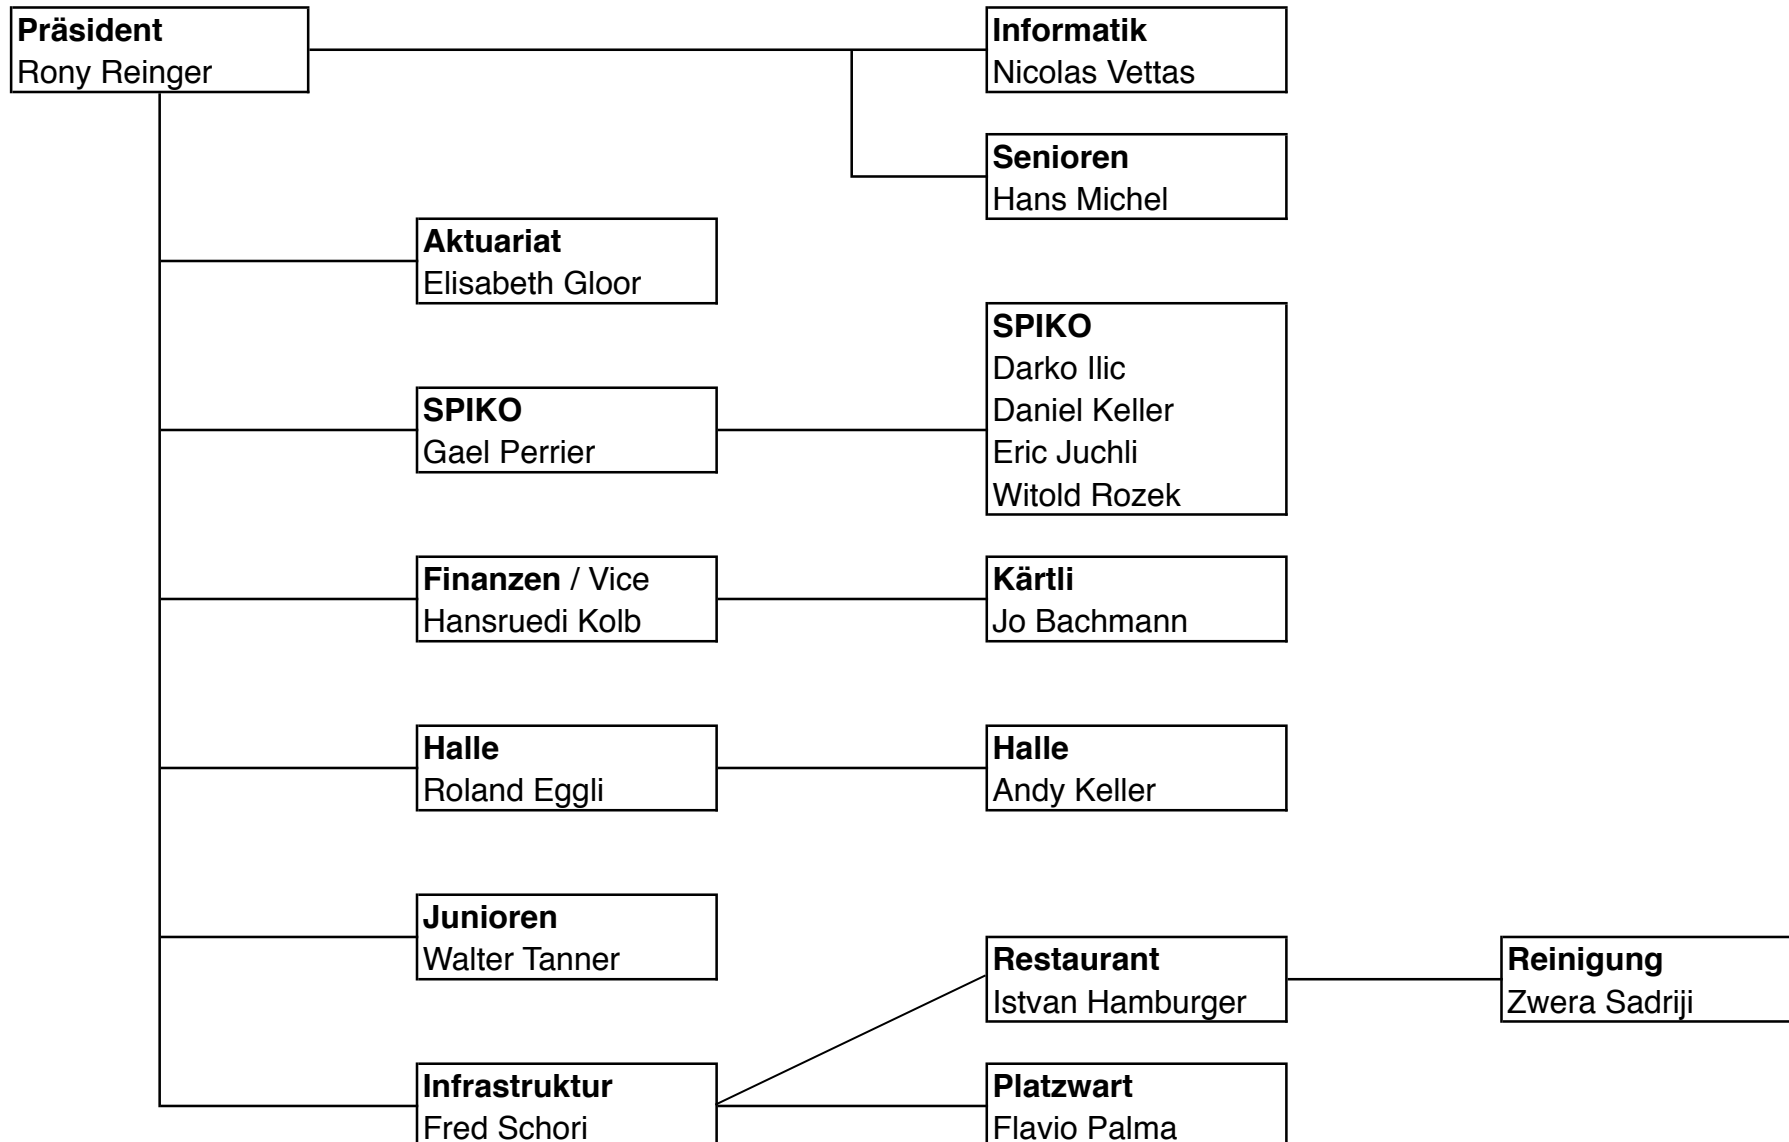 Präsident
Rony Reinger
Informatik
Nicolas Vettas
Senioren
Hans Michel
Aktuariat
Elisabeth Gloor
SPIKO
Darko Ilic
Daniel Keller
Eric Juchli
Witold Rozek
SPIKO
Gael Perrier
Finanzen / Vice
Hansruedi Kolb
Kärtli
Jo Bachmann
Halle
Roland Eggli
Halle
Andy Keller
Junioren
Walter Tanner
Restaurant
Istvan Hamburger
Reinigung
Zwera Sadriji
Infrastruktur
Fred Schori
Platzwart
Flavio Palma